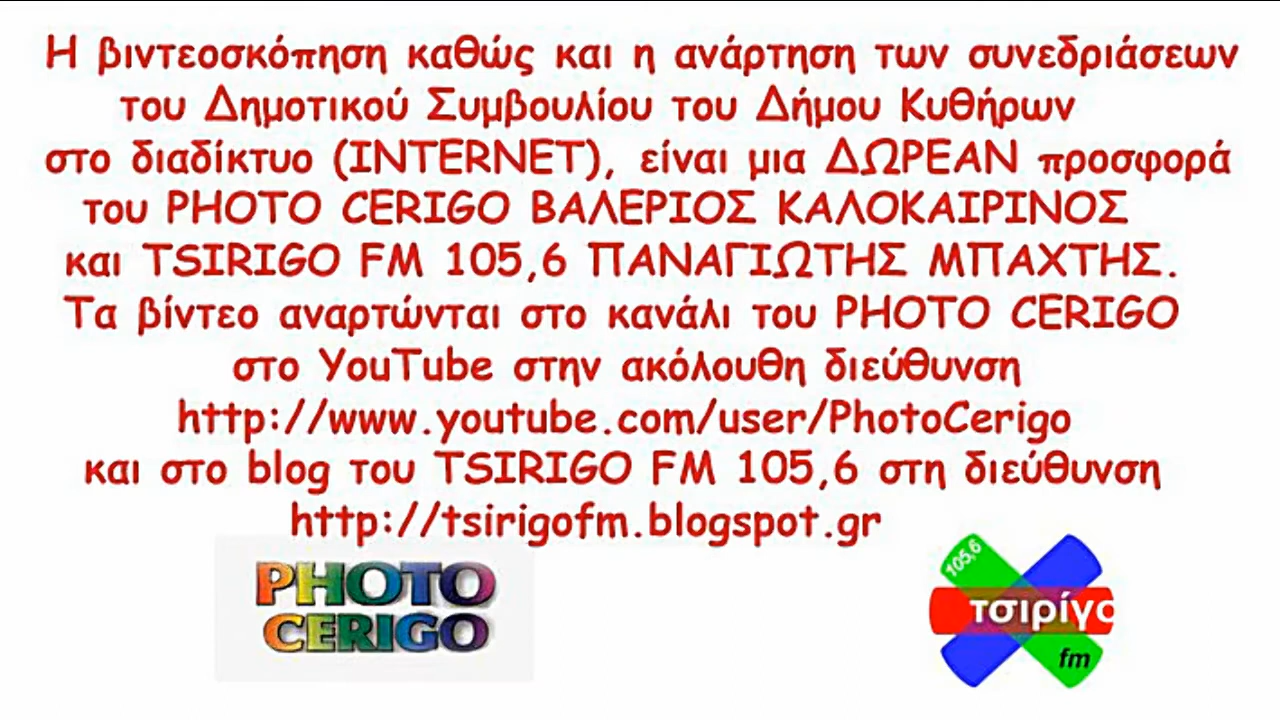 Η βιντεοσκόπηση καθώς και η ανάρτηση των συνεδριάσεων
του Δημοτικού Συμβουλίου του Δήμου Κυθήρων
στο διαδίκτυο (INTERNET), είναι μια ΔΩΡΕΑΝ προσφορά
του PHOTO CERIGO ΒΑΛΕΡΙΟΣ ΚΑΛΟΚΑΙΡΙΝΟΣ
και TSIRIGO FM 105,6 ΠΑΝΑΓΙΩΤΗΣ ΜΠΑΧΤΗΣ.
Τα βίντεο αναρτώνται στο κανάλι του PHOTO CERIGO
στο YouTube στην ακόλουθη διεύθυνση
http://www.youtube.com/user/PhotoCerigo
και στο blog του TSIRIGO FM 105,6 στη διεύθυνση
http://tsirigofm.blogspot.gr
PHOTO
CERIGO
105,6
τσιρίγο
fm